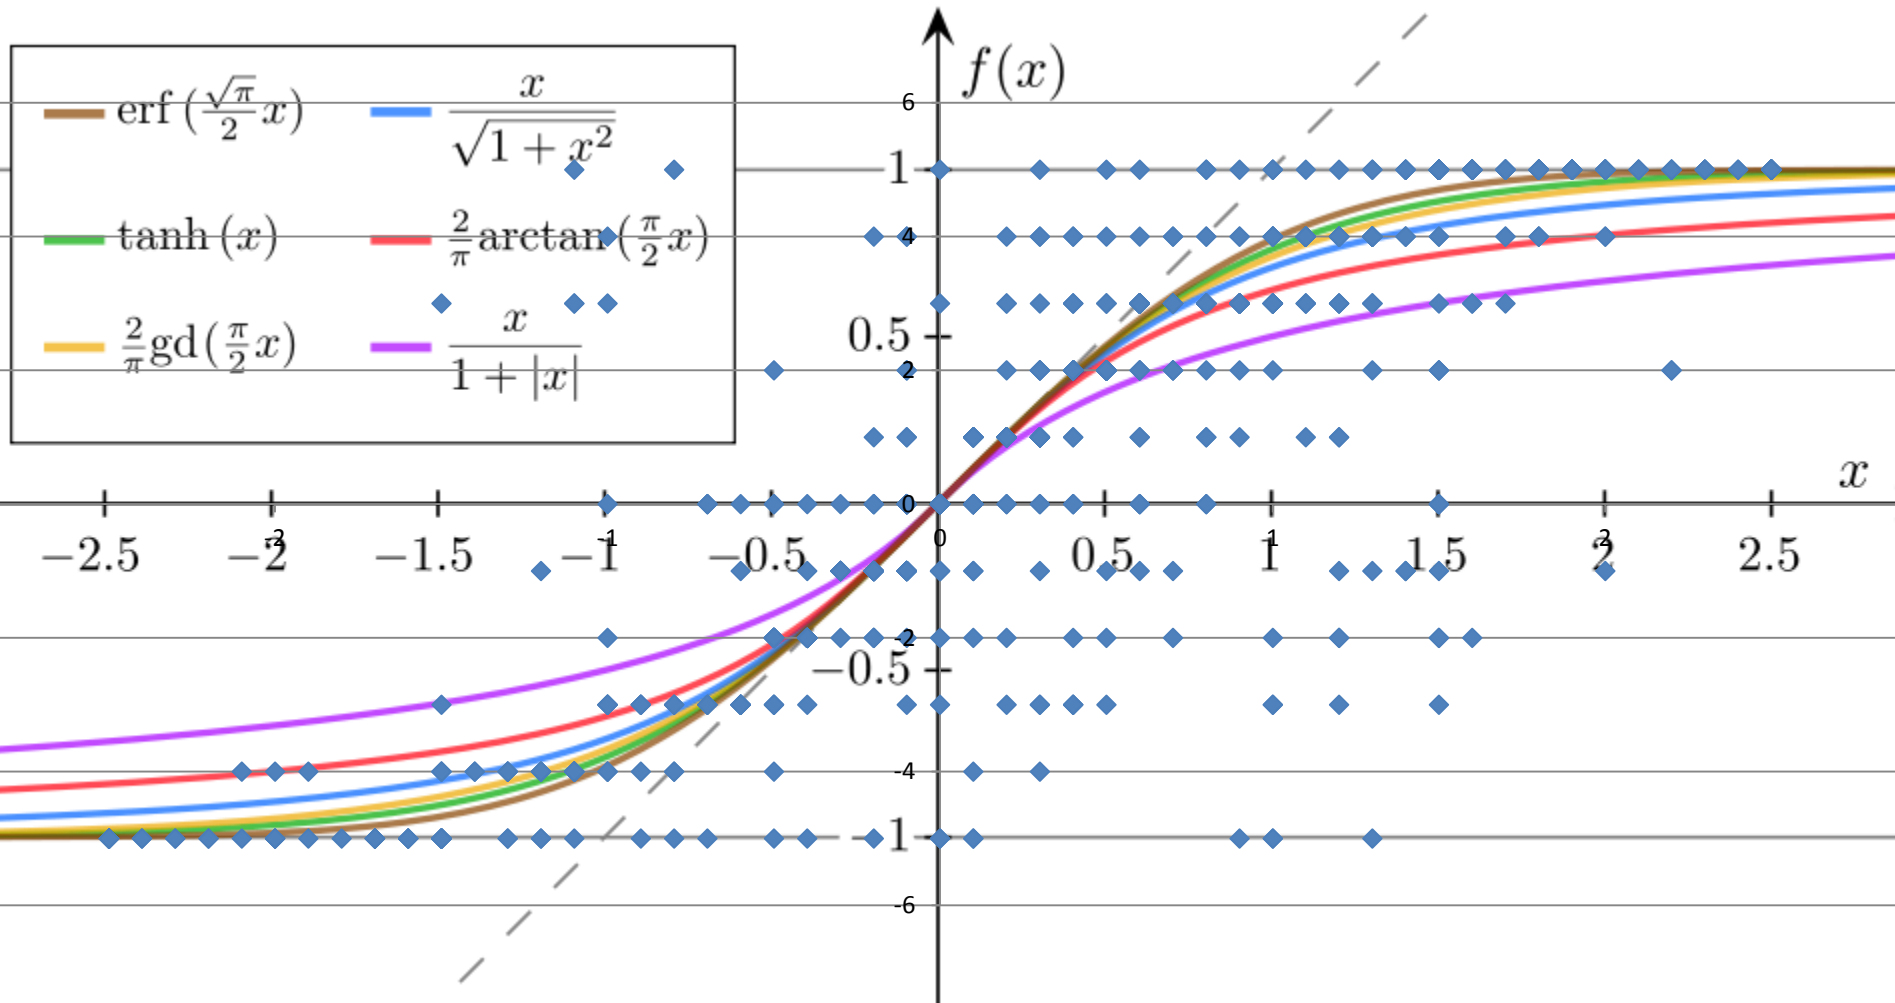 f(x)
erf (√π/2 x)
x/√(1 + x²)
6
1
tanh (x)
2/π arctan (π/2 x)
4
2/π gd (π/2 x)
x/(1 + |x|)
0.5
2
x
0
−2.5 −2 −1.5 −1 −0.5 0.5 1 1.5 2 2.5
-2 -1 0 1 2
-2
−0.5
-4
−1
-6